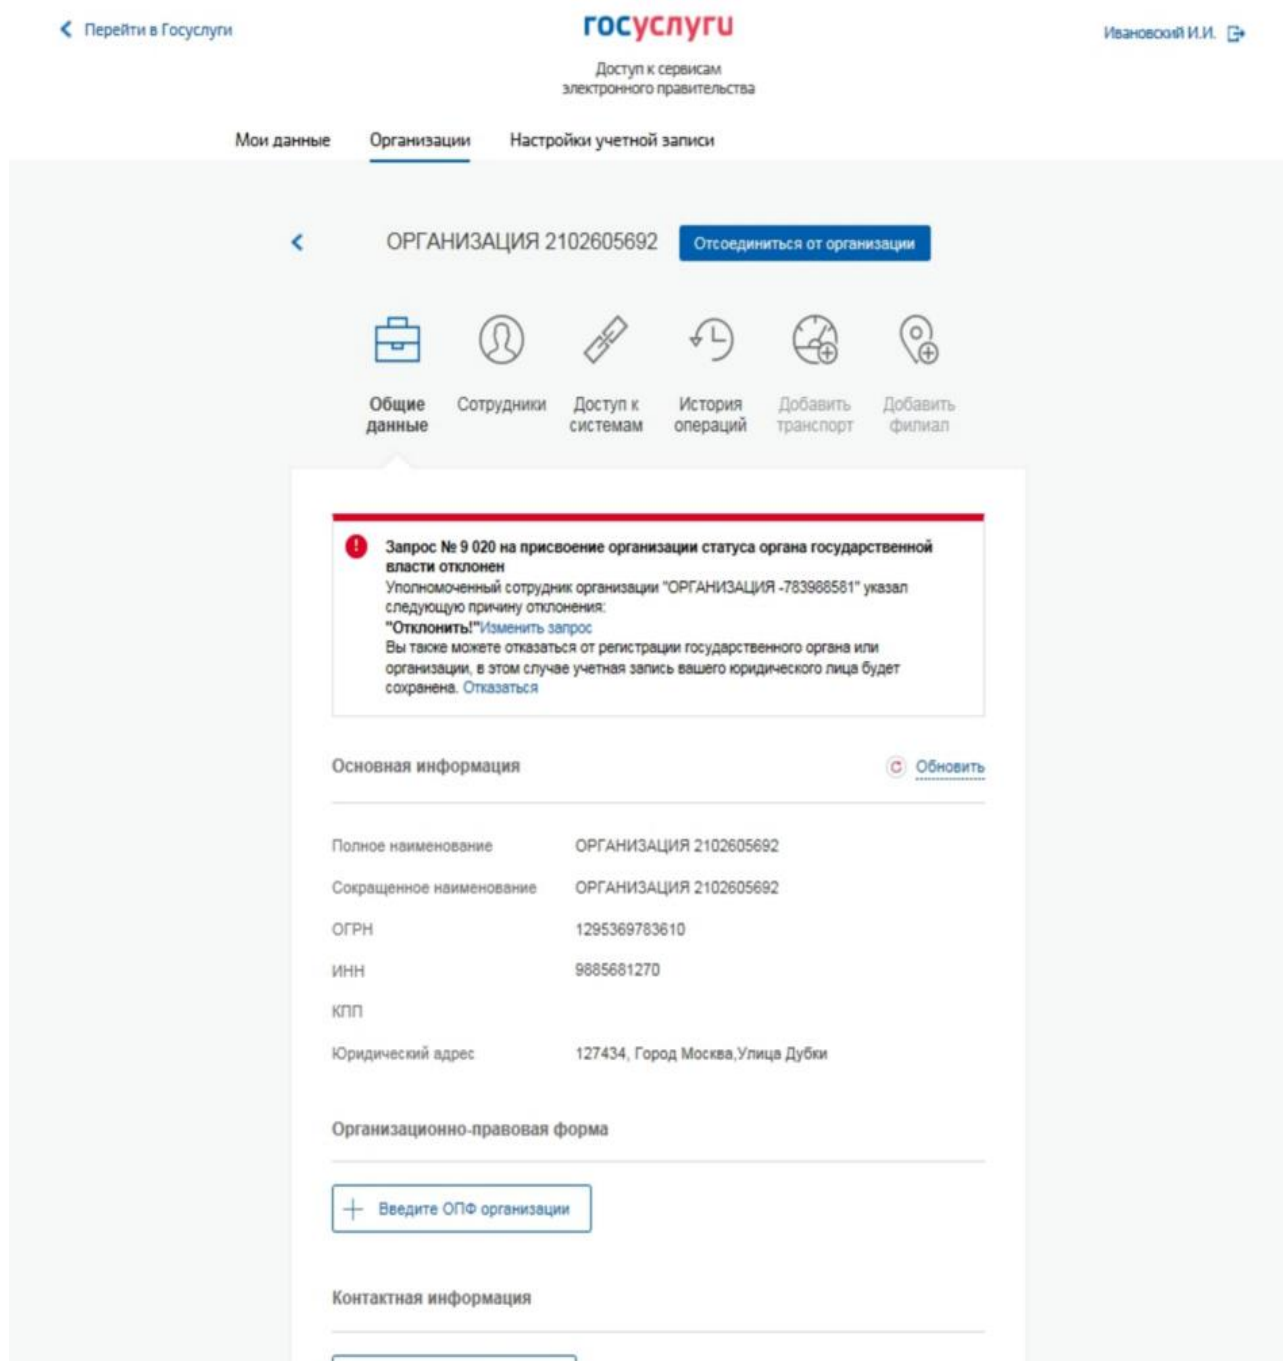 Перейти в Госуслуги
госуслуги
Ивановский И.И.
Доступ к сервисам
электронного правительства
Мои данные Организации Настройки учетной записи
ОРГАНИЗАЦИЯ 2102605692 Отсоединиться от организации
Общие
данные
Сотрудники
Доступ к
системам
История
операций
Добавить
транспорт
Добавить
филиал
Запрос № 9 020 на присвоение организации статуса органа государственной
власти отклонен
Уполномоченный сотрудник организации "ОРГАНИЗАЦИЯ -783988581" указал
следующую причину отклонения:
"Отклонить!"Изменить запрос
Вы также можете отказаться от регистрации государственного органа или
организации, в этом случае учетная запись вашего юридического лица будет
сохранена. Отказаться
Основная информация Обновить
Полное наименование ОРГАНИЗАЦИЯ 2102605692
Сокращенное наименование ОРГАНИЗАЦИЯ 2102605692
ОГРН 1295369783610
ИНН 9885681270
КПП
Юридический адрес 127434, Город Москва,Улица Дубки
Организационно-правовая форма
Введите ОПФ организации
Контактная информация